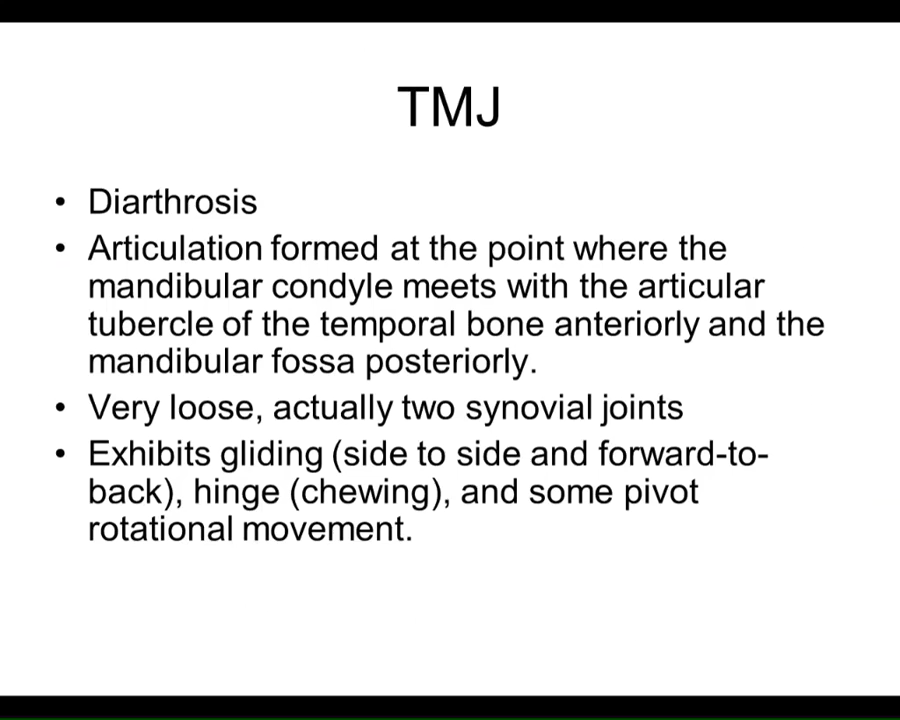 TMJ
• Diarthrosis
• Articulation formed at the point where the
mandibular condyle meets with the articular
tubercle of the temporal bone anteriorly and the
mandibular fossa posteriorly.
• Very loose, actually two synovial joints
• Exhibits gliding (side to side and forward-to-
back), hinge (chewing), and some pivot
rotational movement.